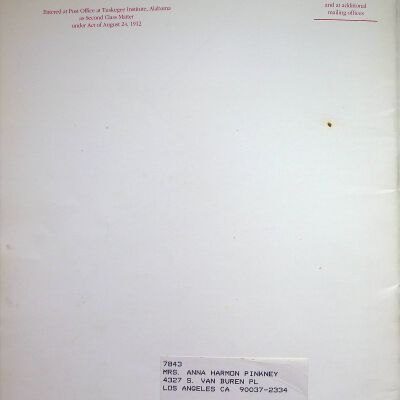 Entered at Post Office at Tuskegee Institute, Alabama
as Second Class Matter
under Act of August 24, 1912
and at additional
mailing offices
7843
MRS. ANNA HARMON PINKNEY
4327 S. VAN BUREN PL
LOS ANGELES CA 90037-2334